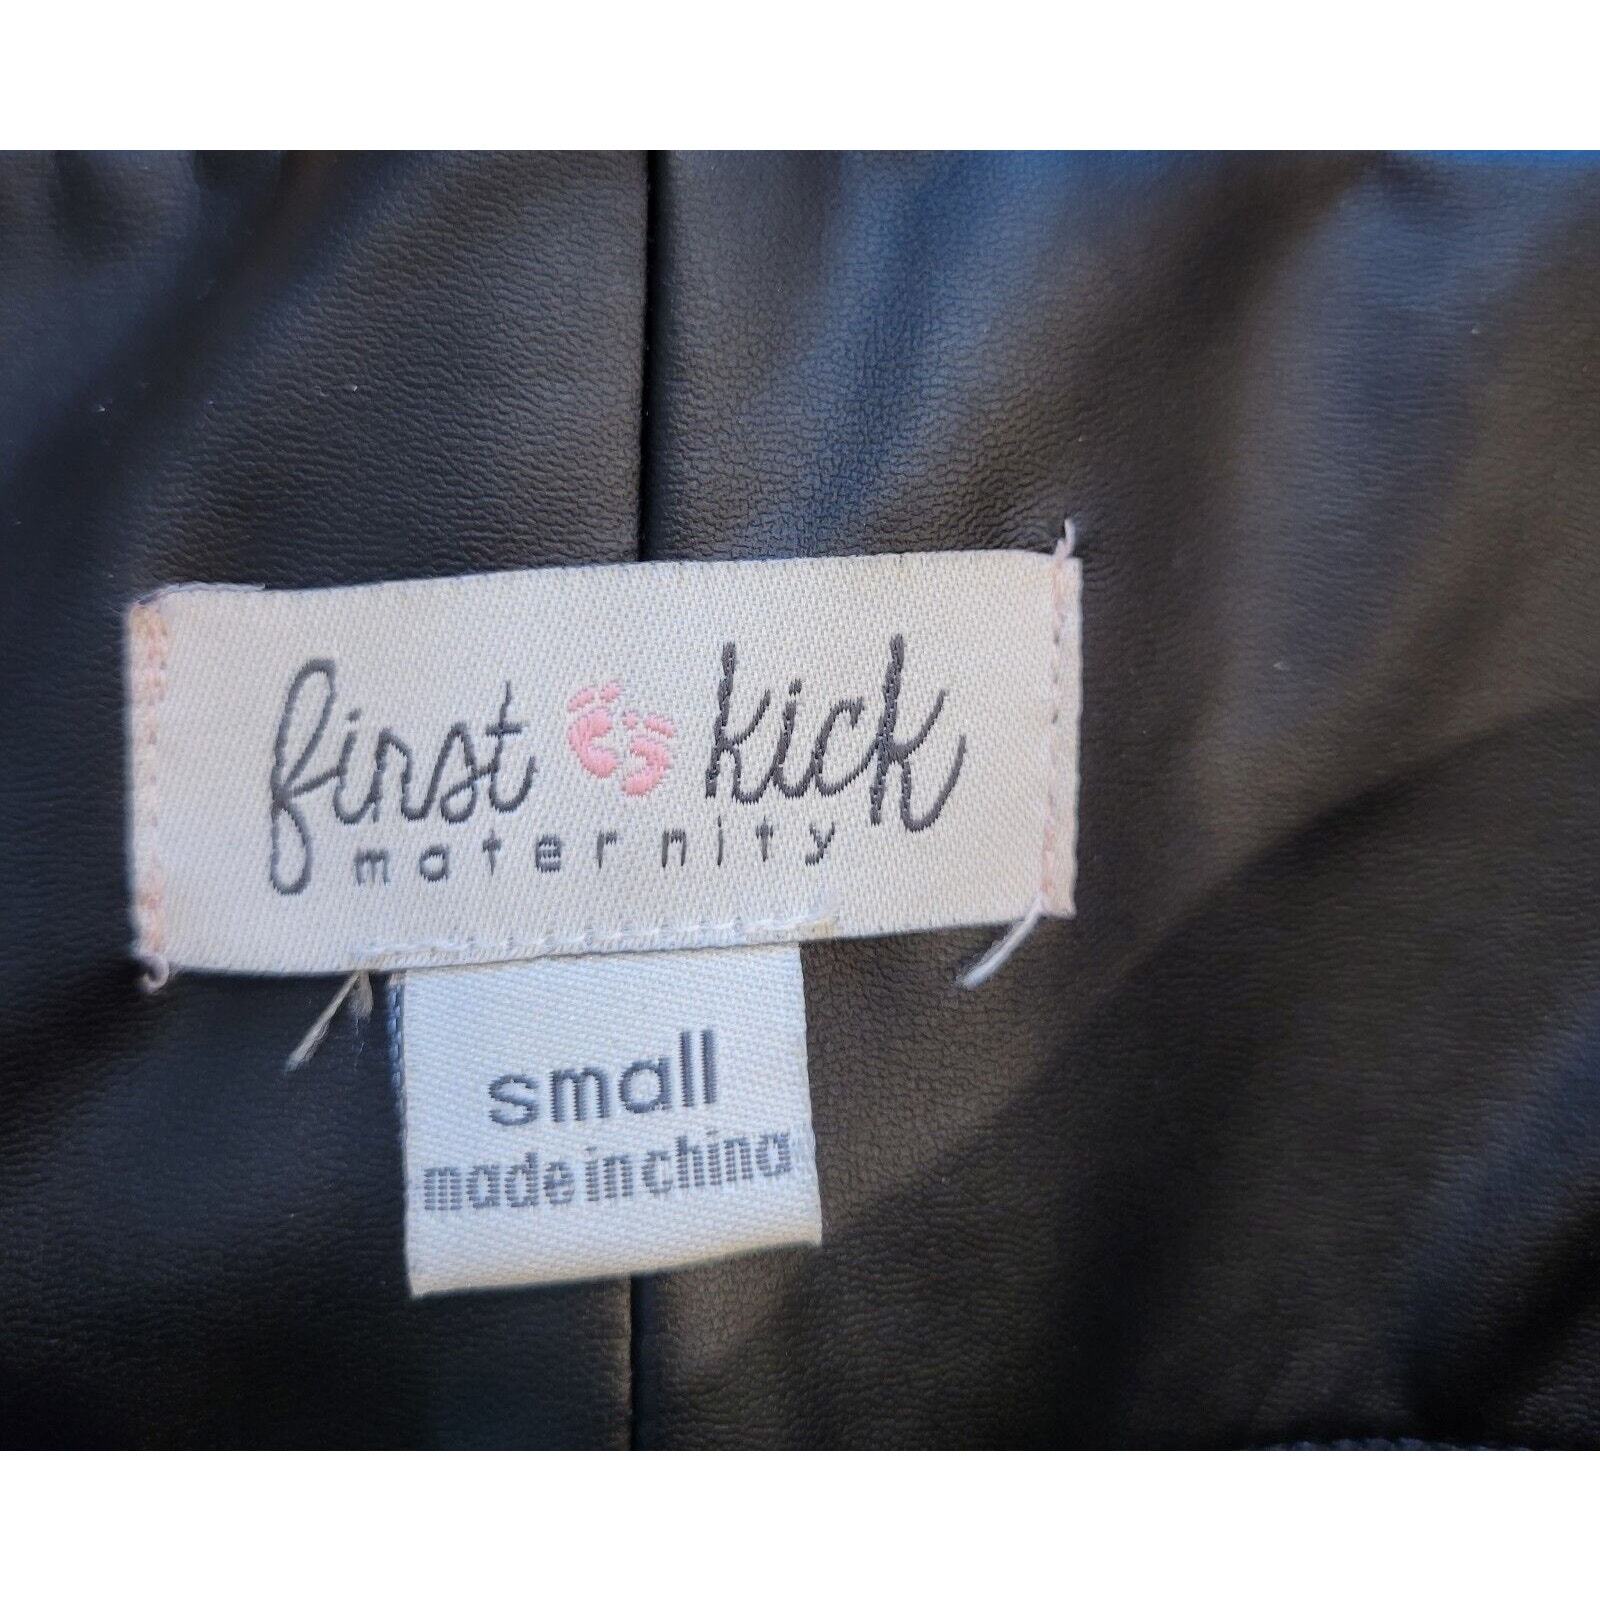 first kick
maternity
small
made in china